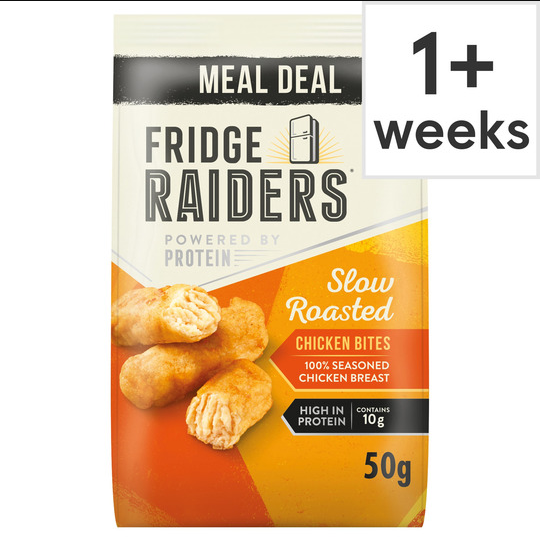 1+
weeks
MEAL DEAL
FRIDGE
RAIDERS
POWERED BY
PROTEIN
Slow
Roasted
CHICKEN BITES
100% SEASONED
CHICKEN BREAST
HIGH IN
PROTEIN
CONTAINS
10g
50g